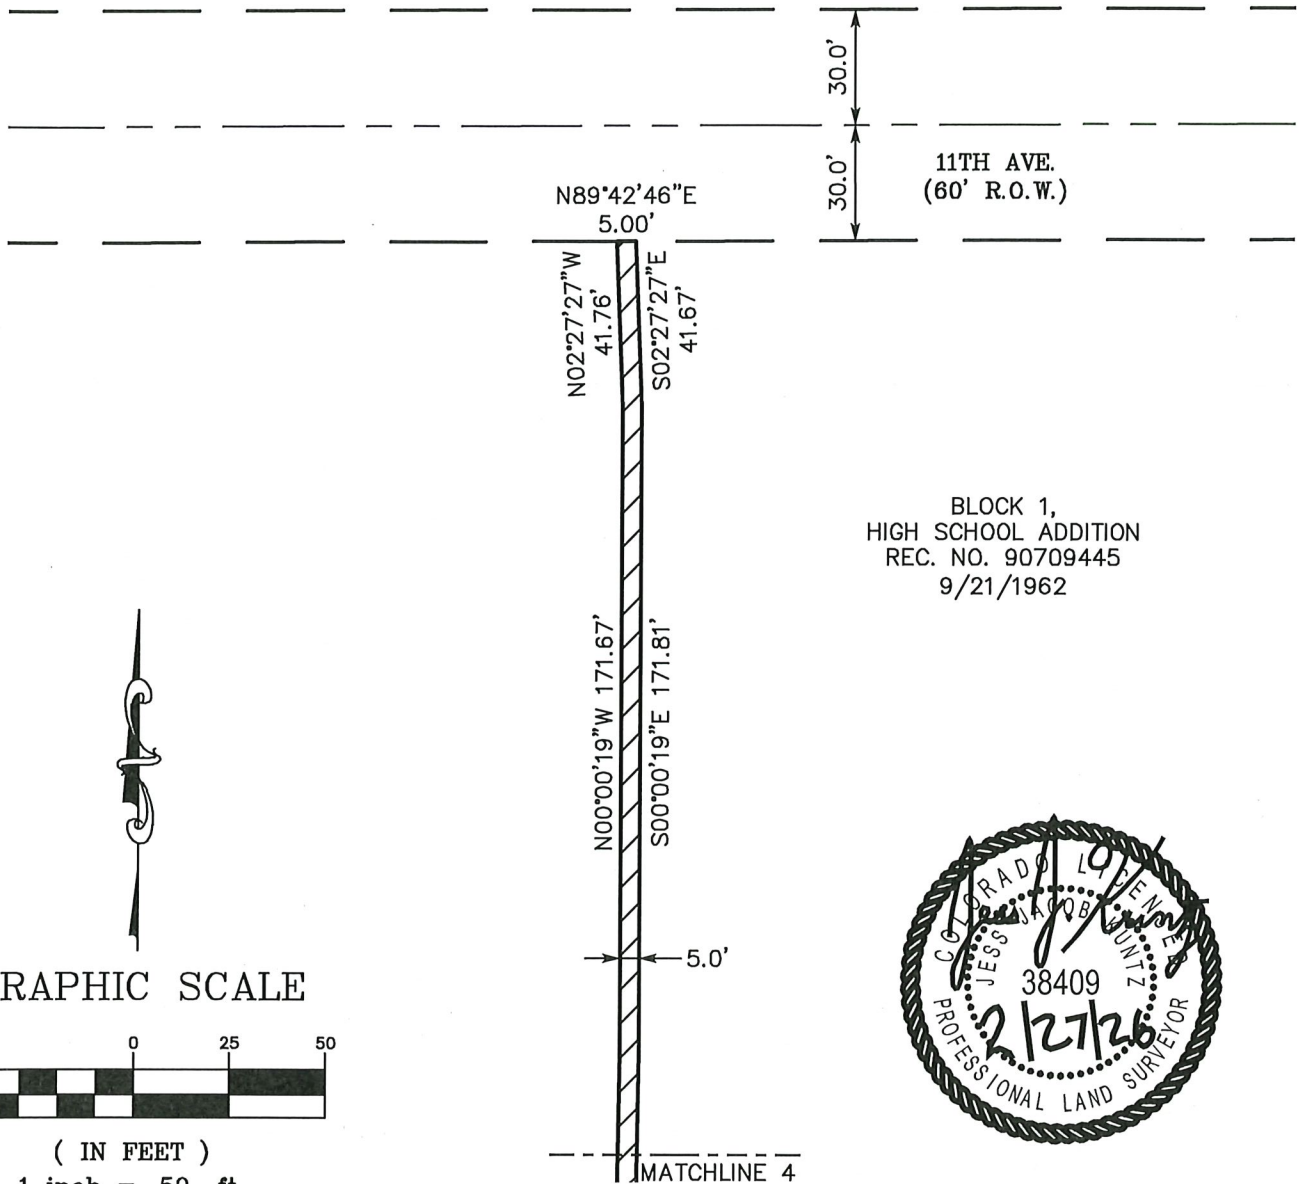 30.0'
30.0'
11TH AVE.
(60' R.O.W.)
N89°42'46"E
5.00'
N02°27'27"W
41.76'
S02°27'27"E
41.67'
BLOCK 1,
HIGH SCHOOL ADDITION
REC. NO. 90709445
9/21/1962
N00°00'19"W 171.67'
S00°00'19"E 171.81'
5.0'
RAPHIC SCALE
0 25 50
( IN FEET )
1 inch = 50 ft.
COLORADO LICENSED
JESS JACOB KUNTZ
38409
2/27/26
PROFESSIONAL LAND SURVEYOR
MATCHLINE 4